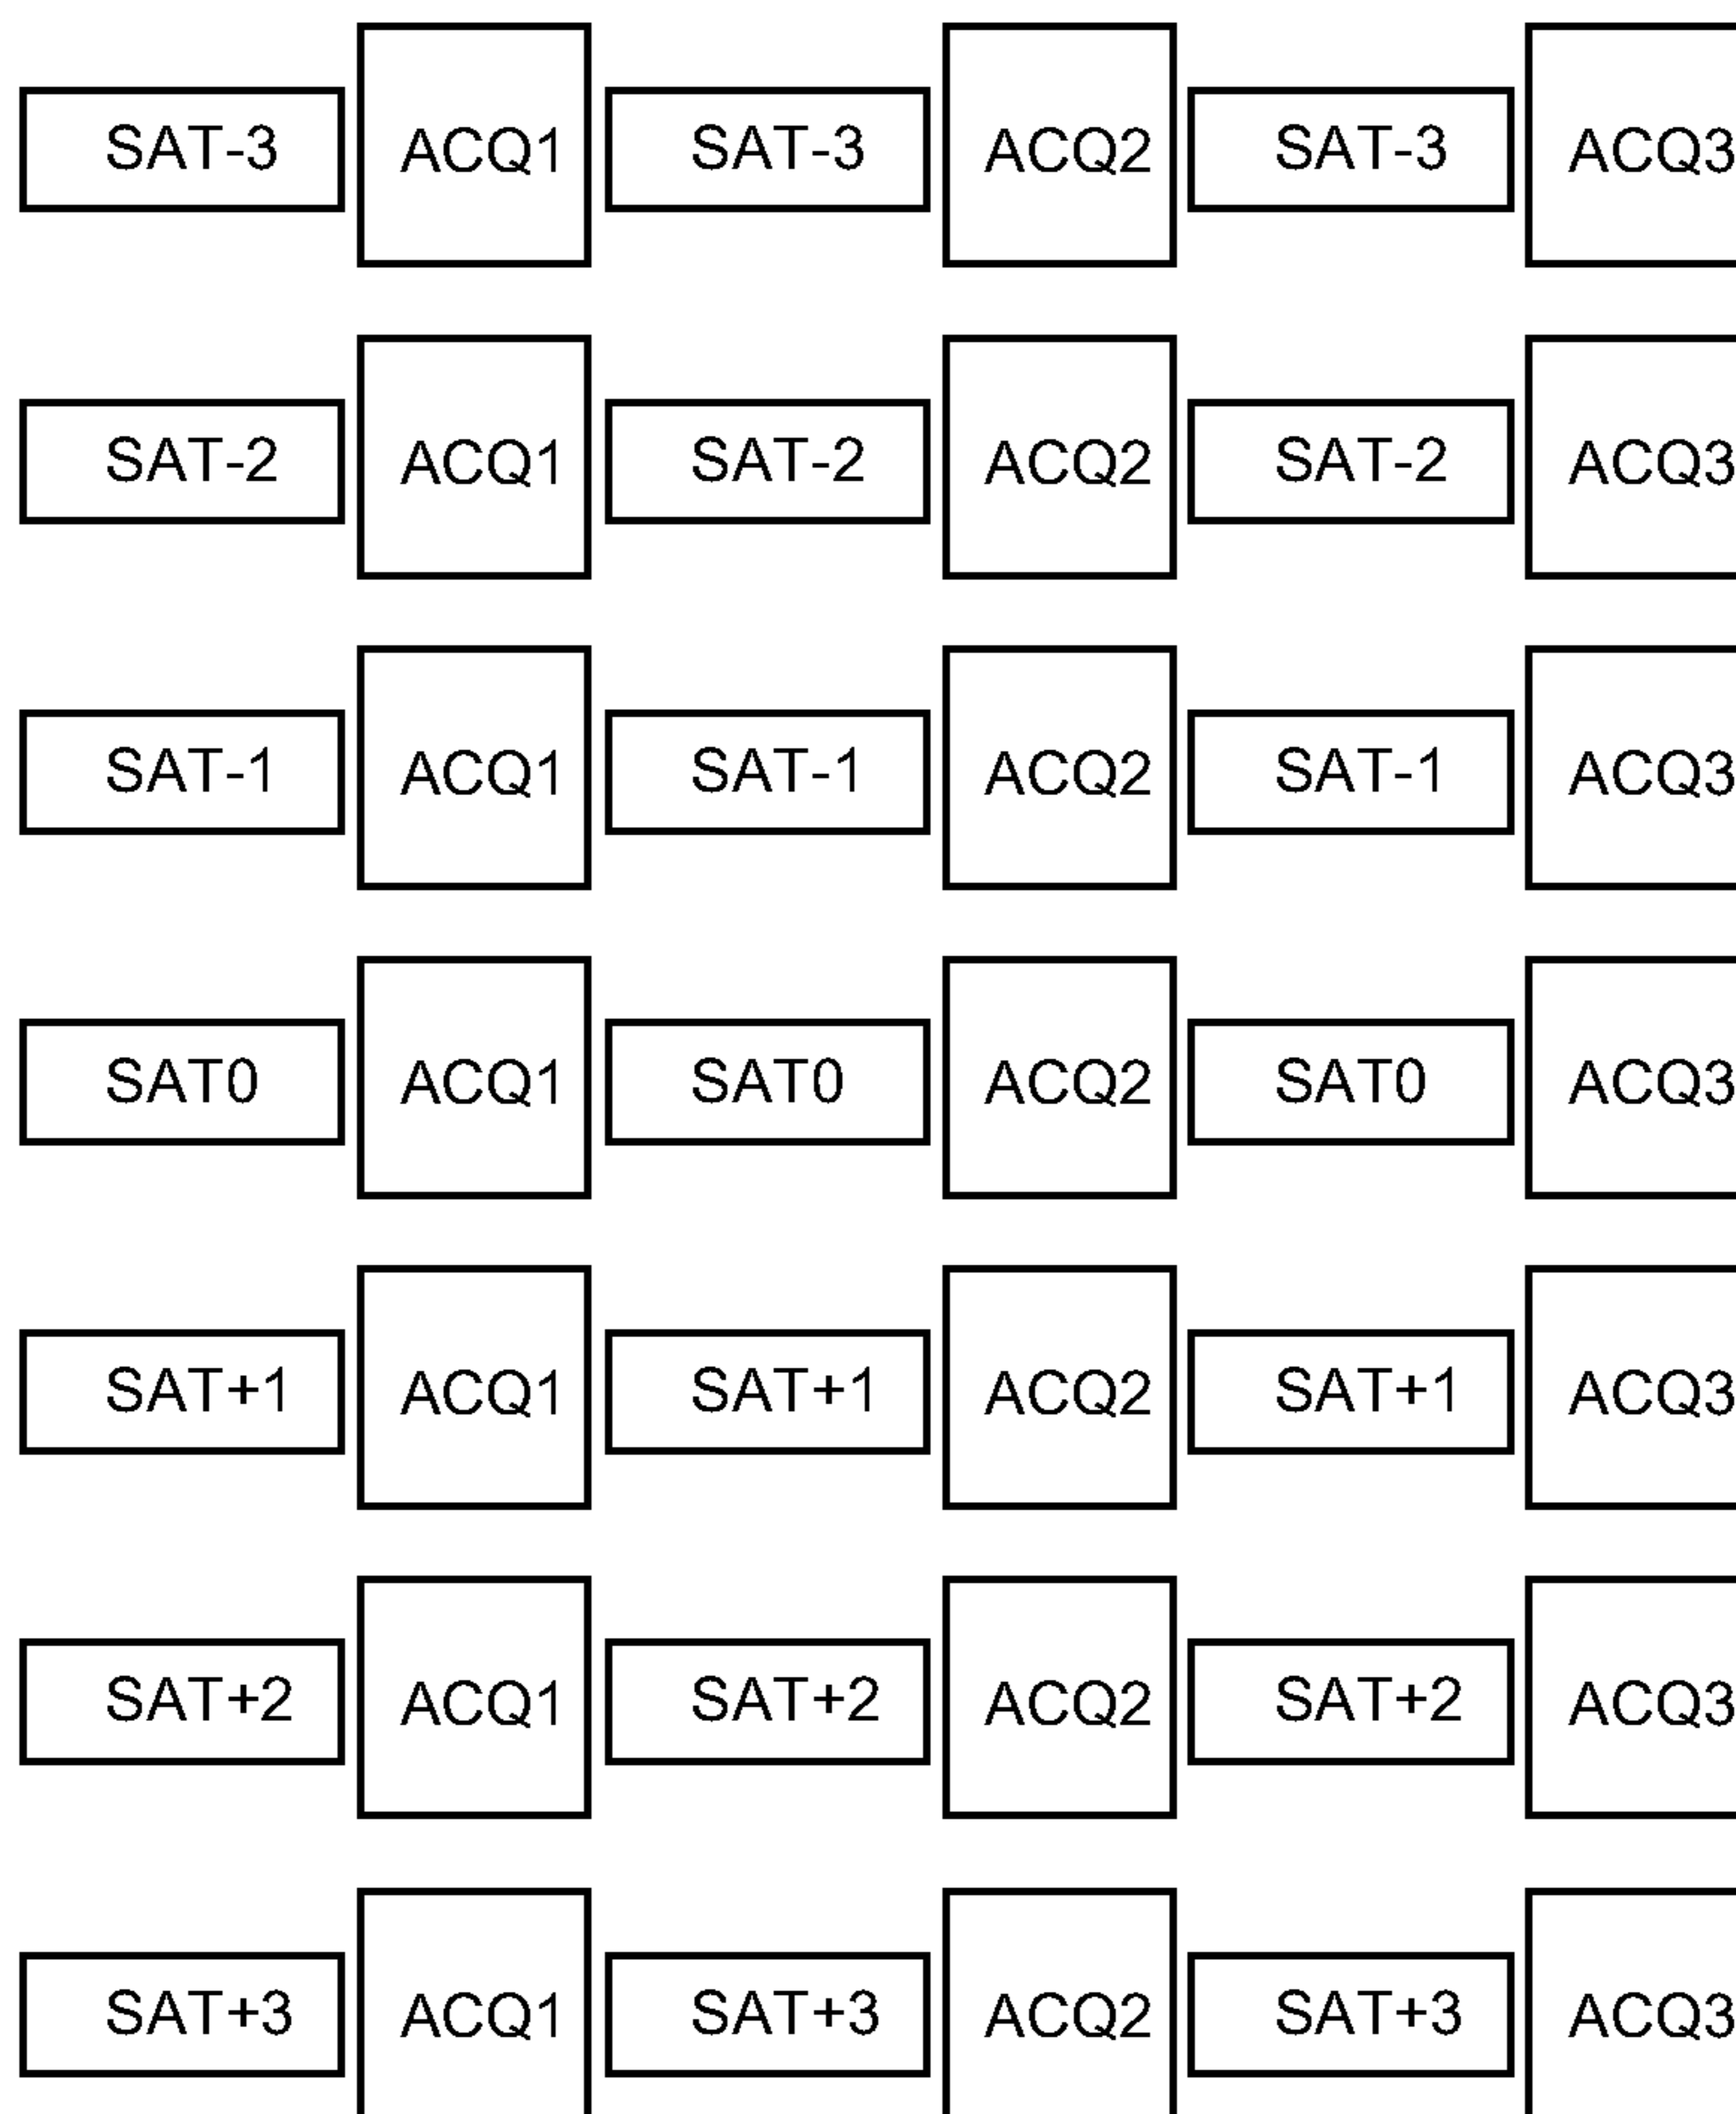 SAT-3 ACQ1 SAT-3 ACQ2 SAT-3 ACQ3
SAT-2 ACQ1 SAT-2 ACQ2 SAT-2 ACQ3
SAT-1 ACQ1 SAT-1 ACQ2 SAT-1 ACQ3
SAT0 ACQ1 SAT0 ACQ2 SAT0 ACQ3
SAT+1 ACQ1 SAT+1 ACQ2 SAT+1 ACQ3
SAT+2 ACQ1 SAT+2 ACQ2 SAT+2 ACQ3
SAT+3 ACQ1 SAT+3 ACQ2 SAT+3 ACQ3